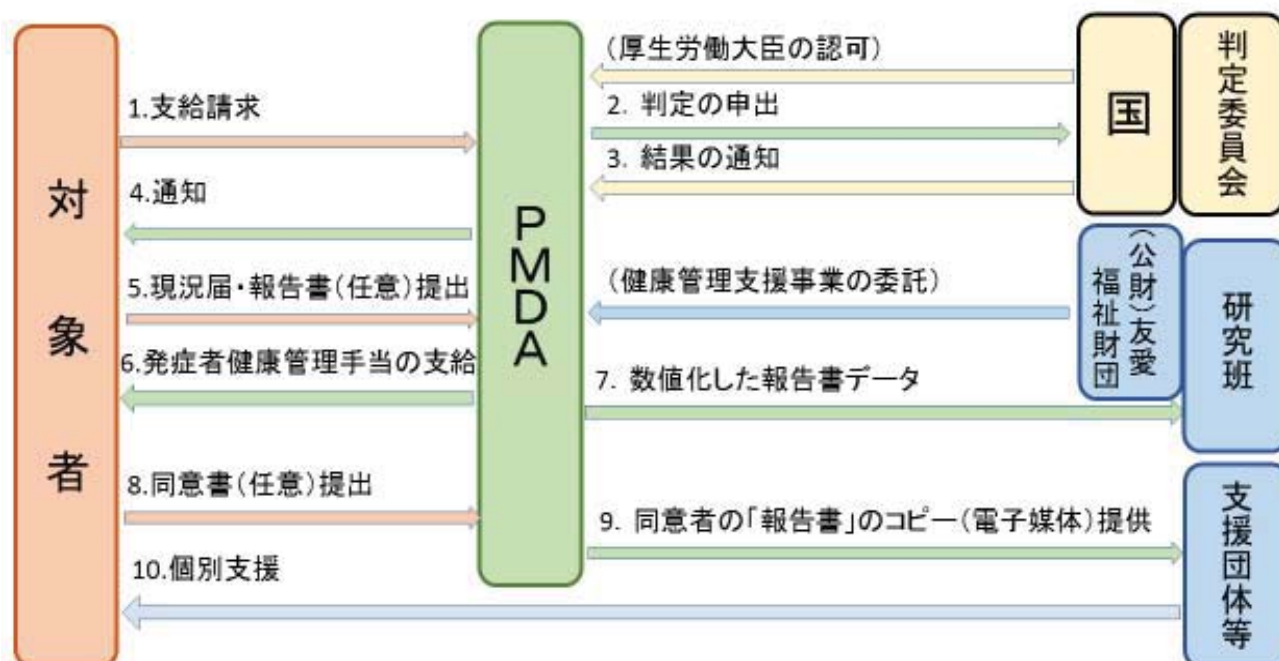 対象者
PMDA
国
判定委員会
(厚生労働大臣の認可)
1.支給請求
2. 判定の申出
3. 結果の通知
4.通知
5.現況届・報告書(任意)提出
(健康管理支援事業の委託)
(公財)友愛
福祉財団
研究班
6.発症者健康管理手当の支給
7. 数値化した報告書データ
8.同意書(任意)提出
9. 同意者の「報告書」のコピー(電子媒体)提供
支援団体等
10.個別支援